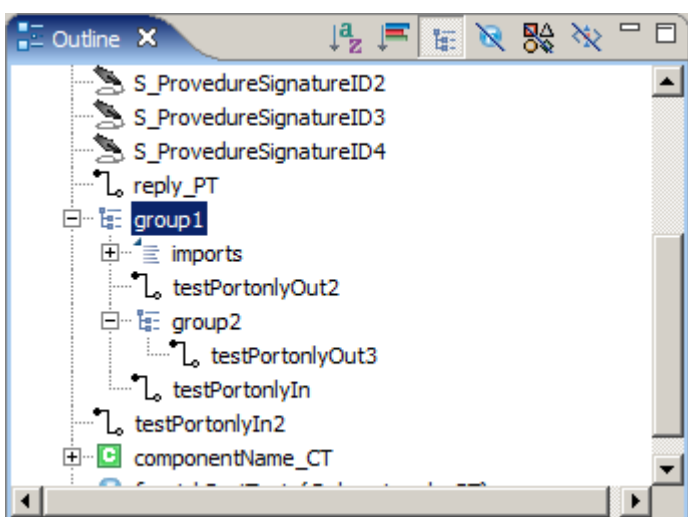 Outline
S_ProvedureSignatureID2
S_ProvedureSignatureID3
S_ProvedureSignatureID4
reply_PT
group1
imports
testPortonlyOut2
group2
testPortonlyOut3
testPortonlyIn
testPortonlyIn2
componentName_CT